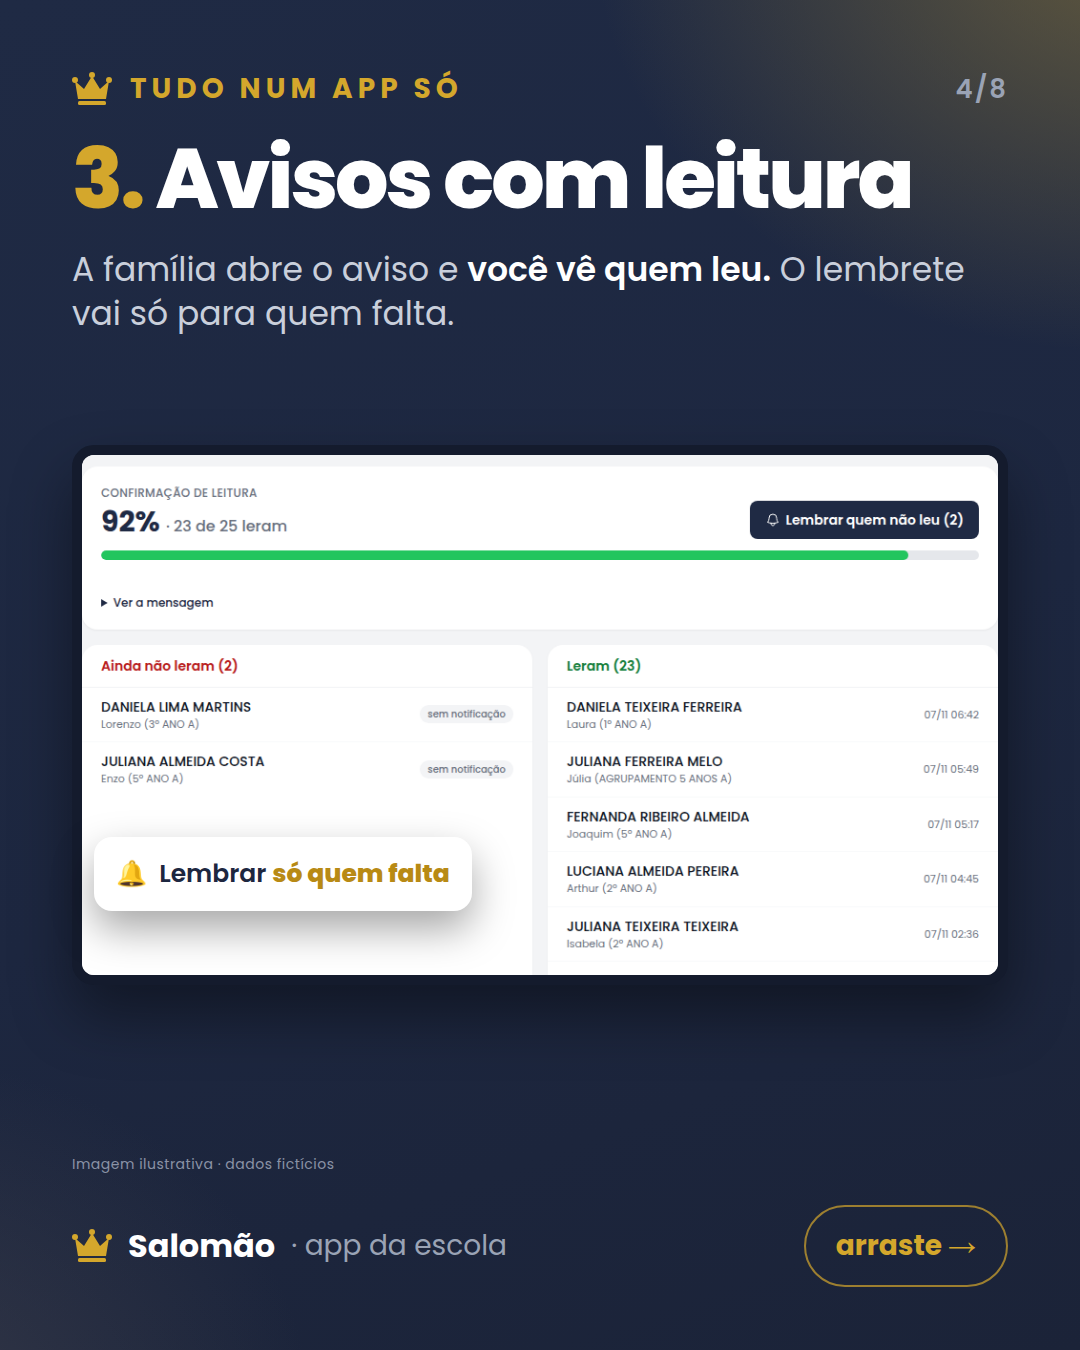 TUDO NUM APP SÓ
4/8
3. Avisos com leitura
A família abre o aviso e você vê quem leu. O lembrete
vai só para quem falta.
CONFIRMAÇÃO DE LEITURA
92% · 23 de 25 leram
Lembrar quem não leu (2)
Ver a mensagem
Ainda não leram (2)
DANIELA LIMA MARTINS
Lorenzo (3º ANO A)
sem notificação
JULIANA ALMEIDA COSTA
Enzo (5º ANO A)
sem notificação
Lembrar só quem falta
Leram (23)
DANIELA TEIXEIRA FERREIRA
Laura (1º ANO A)
07/11 06:42
JULIANA FERREIRA MELO
Júlia (AGRUPAMENTO 5 ANOS A)
07/11 05:49
FERNANDA RIBEIRO ALMEIDA
Joaquim (5º ANO A)
07/11 05:17
LUCIANA ALMEIDA PEREIRA
Arthur (2º ANO A)
07/11 04:45
JULIANA TEIXEIRA TEIXEIRA
Isabela (2º ANO A)
07/11 02:36
Imagem ilustrativa · dados fictícios
Salomão · app da escola
arraste →